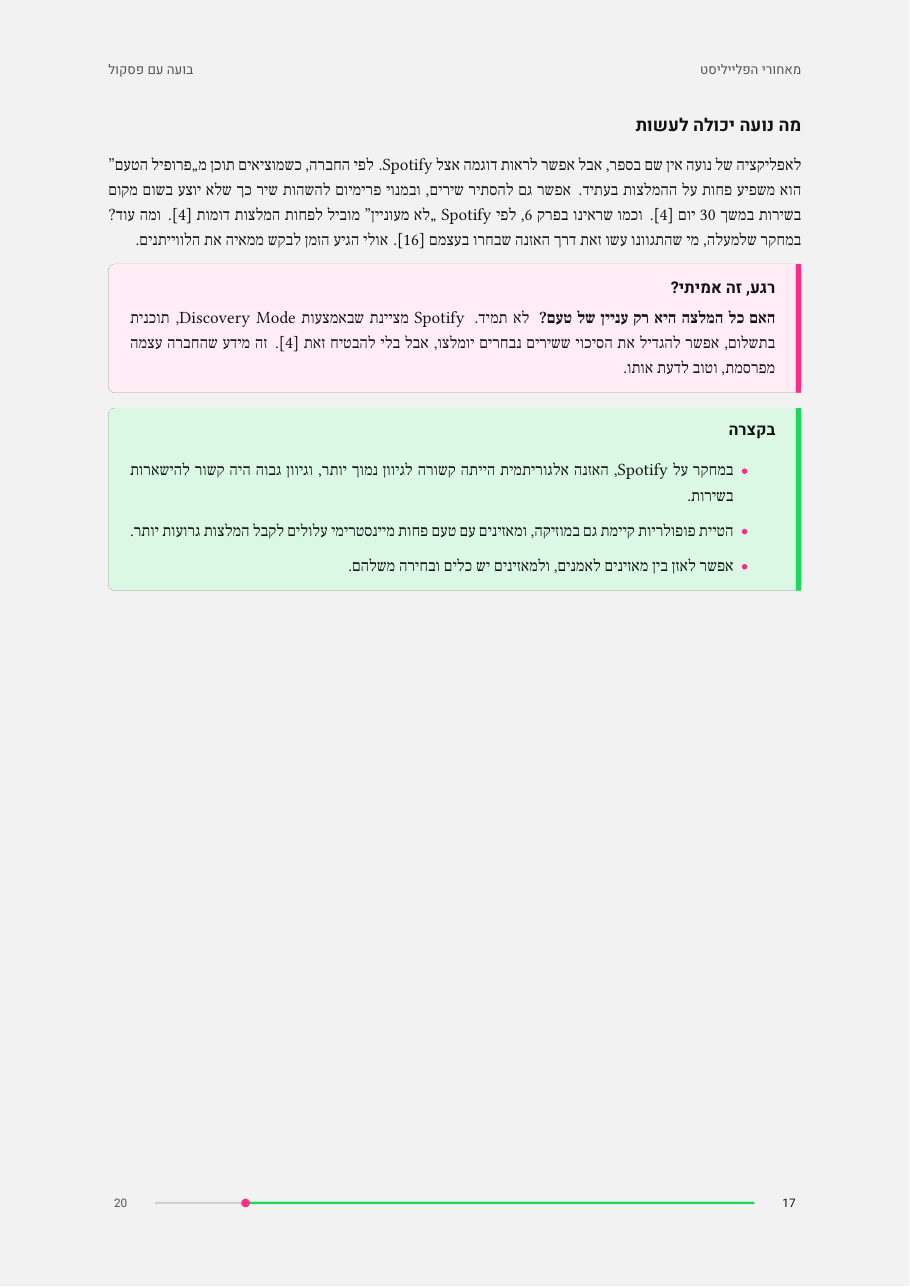 מאחורי הפלייליסט
בועה עם פסקול
מה נועה יכולה לעשות
לאפליקציה של נועה אין שם בספר, אבל אפשר לראות דוגמה אצל Spotify. לפי החברה, כשמוציאים תוכן מ„פרופיל הטעם”
הוא משפיע פחות על ההמלצות בעתיד. אפשר גם להסתיר שירים, ובמנוי פרימיום להשהות שיר כך שלא יוצע בשום מקום
בשירות במשך 30 יום [4]. וכמו שראינו בפרק 6, לפי Spotify „לא מעוניין” מוביל לפחות המלצות דומות [4]. ומה עוד?
במחקר שלמעלה, מי שהתגוונו עשו זאת דרך האזנה שבחרו בעצמם [16]. אולי הגיע הזמן לבקש ממאיה את הלווייתנים.
רגע, זה אמיתי?
האם כל המלצה היא רק עניין של טעם? לא תמיד. Spotify מציינת שבאמצעות Discovery Mode, תוכנית
בתשלום, אפשר להגדיל את הסיכוי ששירים נבחרים יומלצו, אבל בלי להבטיח זאת [4]. זה מידע שהחברה עצמה
מפרסמת, וטוב לדעת אותו.
בקצרה
• במחקר על Spotify, האזנה אלגוריתמית הייתה קשורה לגיוון נמוך יותר, וגיוון גבוה היה קשור להישארות
בשירות.
• הטיית פופולריות קיימת גם במוזיקה, ומאזינים עם טעם פחות מיינסטרימי עלולים לקבל המלצות גרועות יותר.
• אפשר לאזן בין מאזינים לאמנים, ולמאזינים יש כלים ובחירה משלהם.
17
20